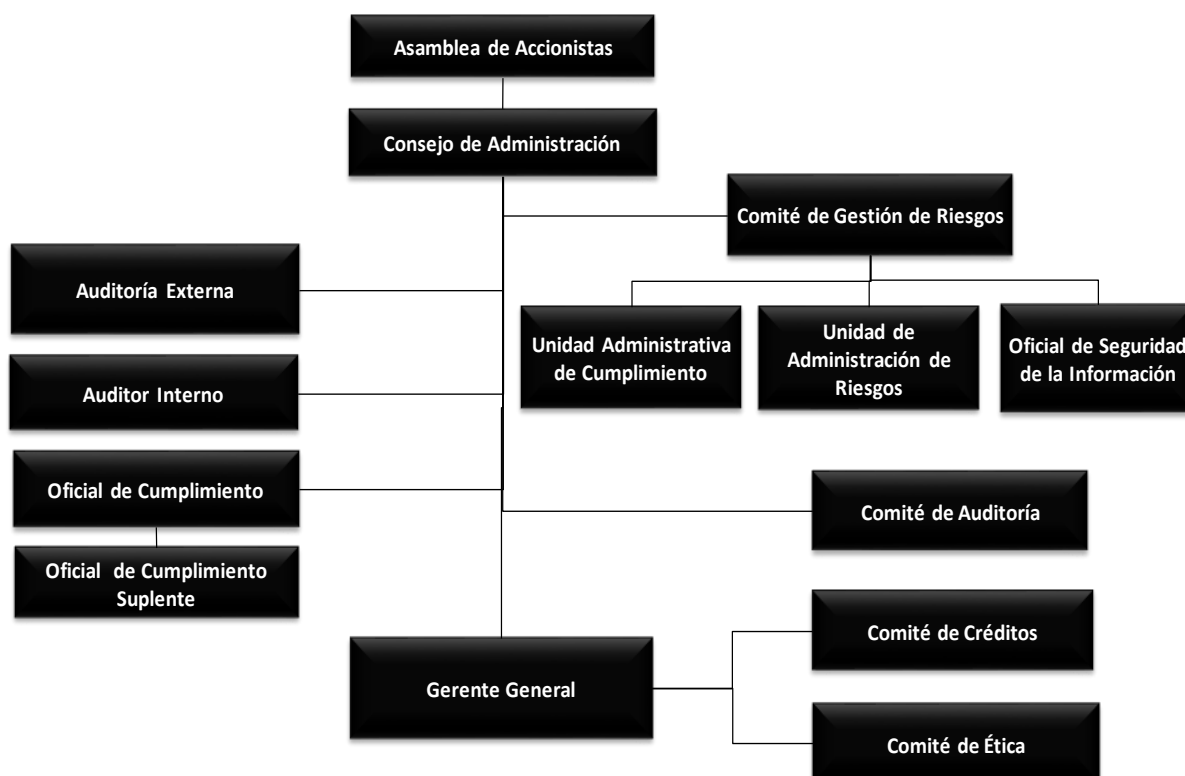 Asamblea de Accionistas
Consejo de Administración
Comité de Gestión de Riesgos
Auditoría Externa
Unidad Administrativa
de Cumplimiento
Unidad de
Administración de
Riesgos
Oficial de Seguridad
de la Información
Auditor Interno
Oficial de Cumplimiento
Comité de Auditoría
Oficial de Cumplimiento
Suplente
Comité de Créditos
Gerente General
Comité de Ética